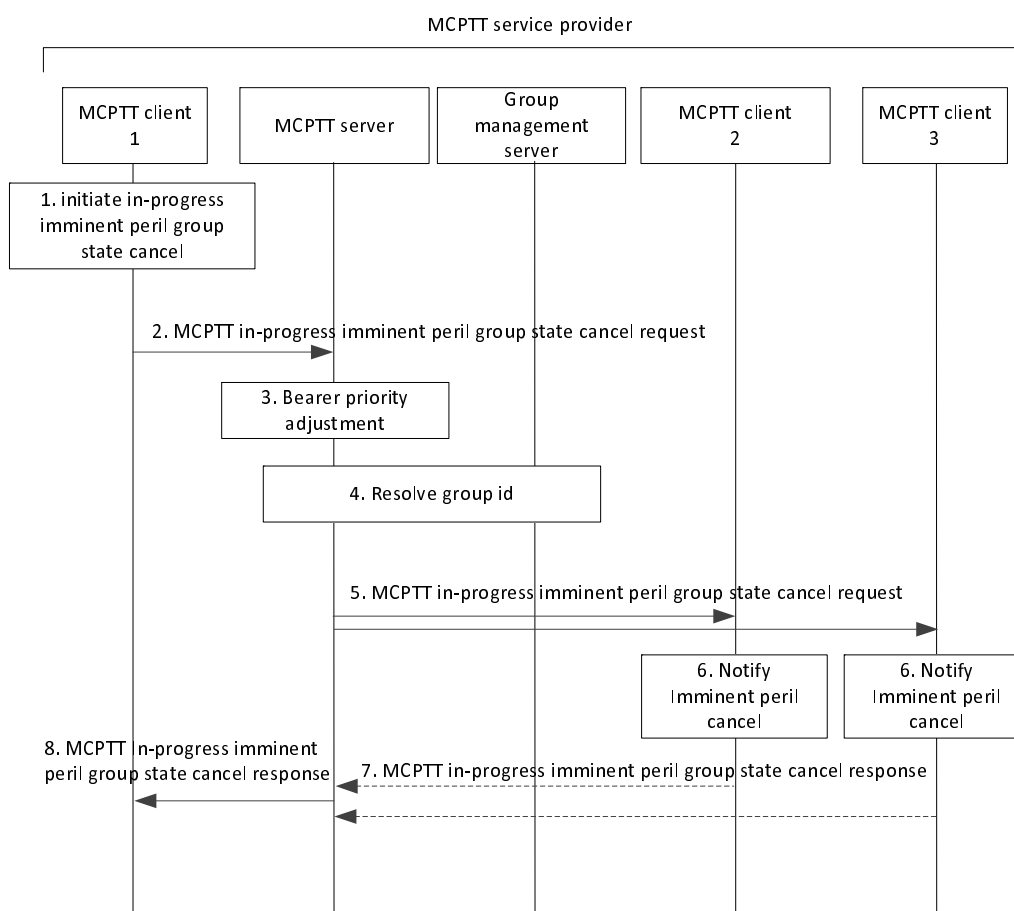 MCPTT service provider
MCPTT client
1
MCPTT server
Group
management
server
MCPTT client
2
MCPTT client
3
1. initiate in-progress
imminent peril group
state cancel
2. MCPTT in-progress imminent peril group state cancel request
3. Bearer priority
adjustment
4. Resolve group id
5. MCPTT in-progress imminent peril group state cancel request
6. Notify
Imminent peril
cancel
6. Notify
Imminent peril
cancel
8. MCPTT In-progress imminent
peril group state cancel response
7. MCPTT in-progress imminent peril group state cancel response